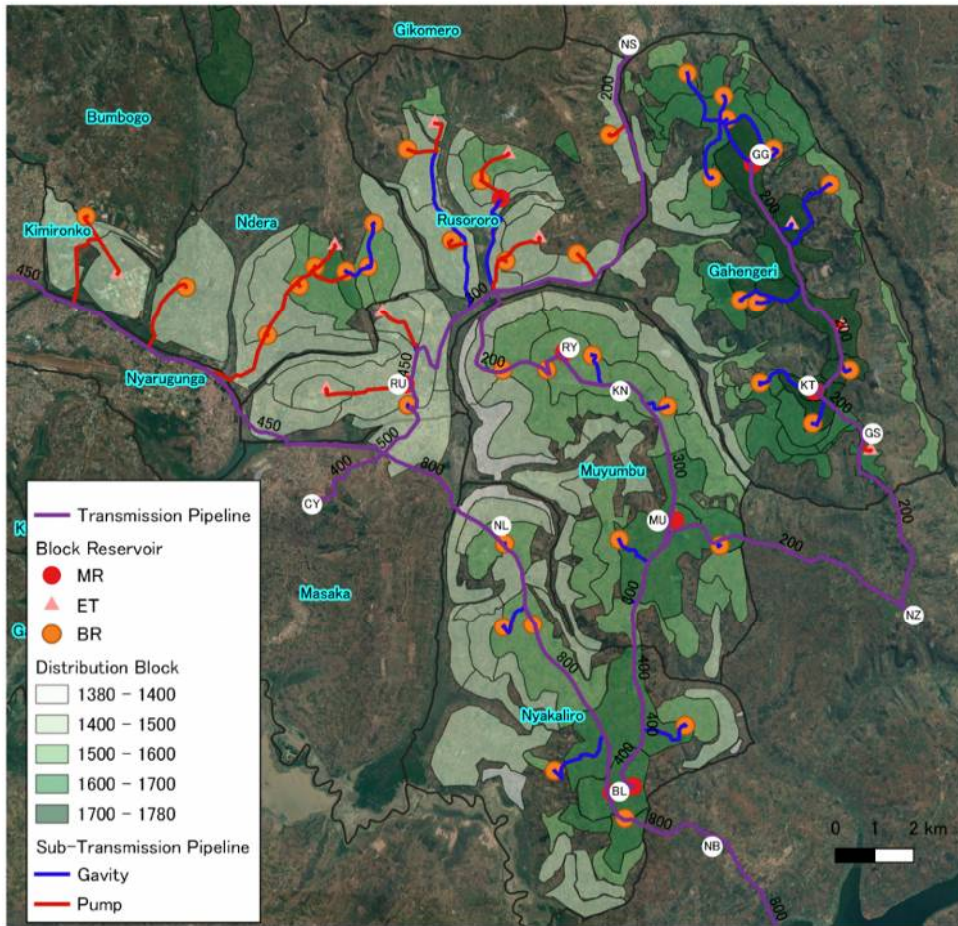 Gikomero
NS
200
Bumbogo
GG
200
Ndera
Rusororo
Kimironko
Gahengeri
450
400
200
Nyarugunga
450
200
RY
RU
KN
KT
200
GS
450
500
800
300
Muyumbu
400
CY
NL
MU
200
200
Masaka
NZ
800
400
Nyakaliro
400
400
BL
800
NB
800
0 1 2 km
Transmission Pipeline
Block Reservoir
MR
ET
BR
Distribution Block
1380 - 1400
1400 - 1500
1500 - 1600
1600 - 1700
1700 - 1780
Sub-Transmission Pipeline
Gavity
Pump